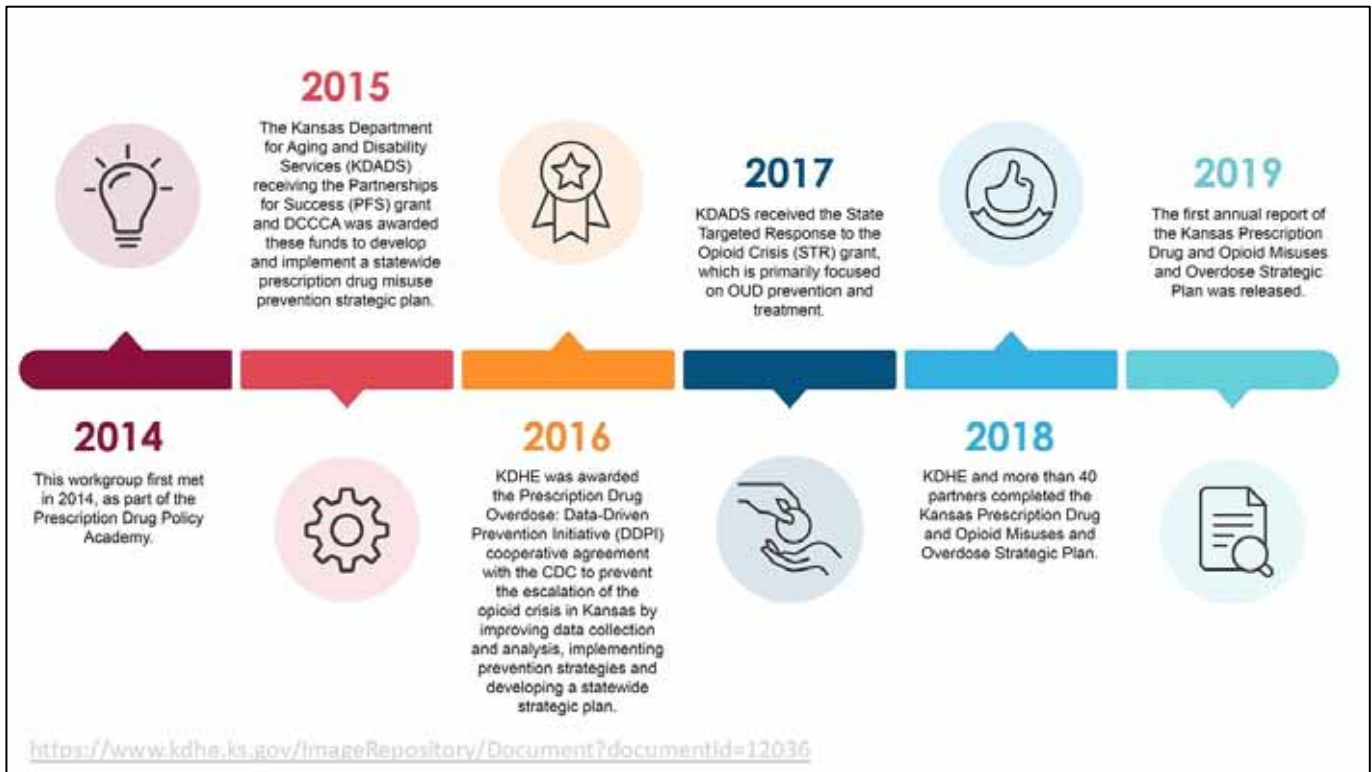 2015
The Kansas Department
for Aging and Disability
Services (KDADS)
receiving the Partnerships
for Success (PFS) grant
and DCCCA was awarded
these funds to develop
and implement a statewide
prescription drug misuse
prevention strategic plan.
2017
KDADS received the State
Targeted Response to the
Opioid Crisis (STR) grant,
which is primarily focused
on OUD prevention and
treatment.
2019
The first annual report of
the Kansas Prescription
Drug and Opioid Misuses
and Overdose Strategic
Plan was released.
2014
This workgroup first met
in 2014, as part of the
Prescription Drug Policy
Academy.
2016
KDHE was awarded
the Prescription Drug
Overdose: Data-Driven
Prevention Initiative (DDPI)
cooperative agreement
with the CDC to prevent
the escalation of the
opioid crisis in Kansas by
improving data collection
and analysis, implementing
prevention strategies and
developing a statewide
strategic plan.
2018
KDHE and more than 40
partners completed the
Kansas Prescription Drug
and Opioid Misuses and
Overdose Strategic Plan.
https://www.kdhe.ks.gov/ImageRepository/Document?documentId=12036